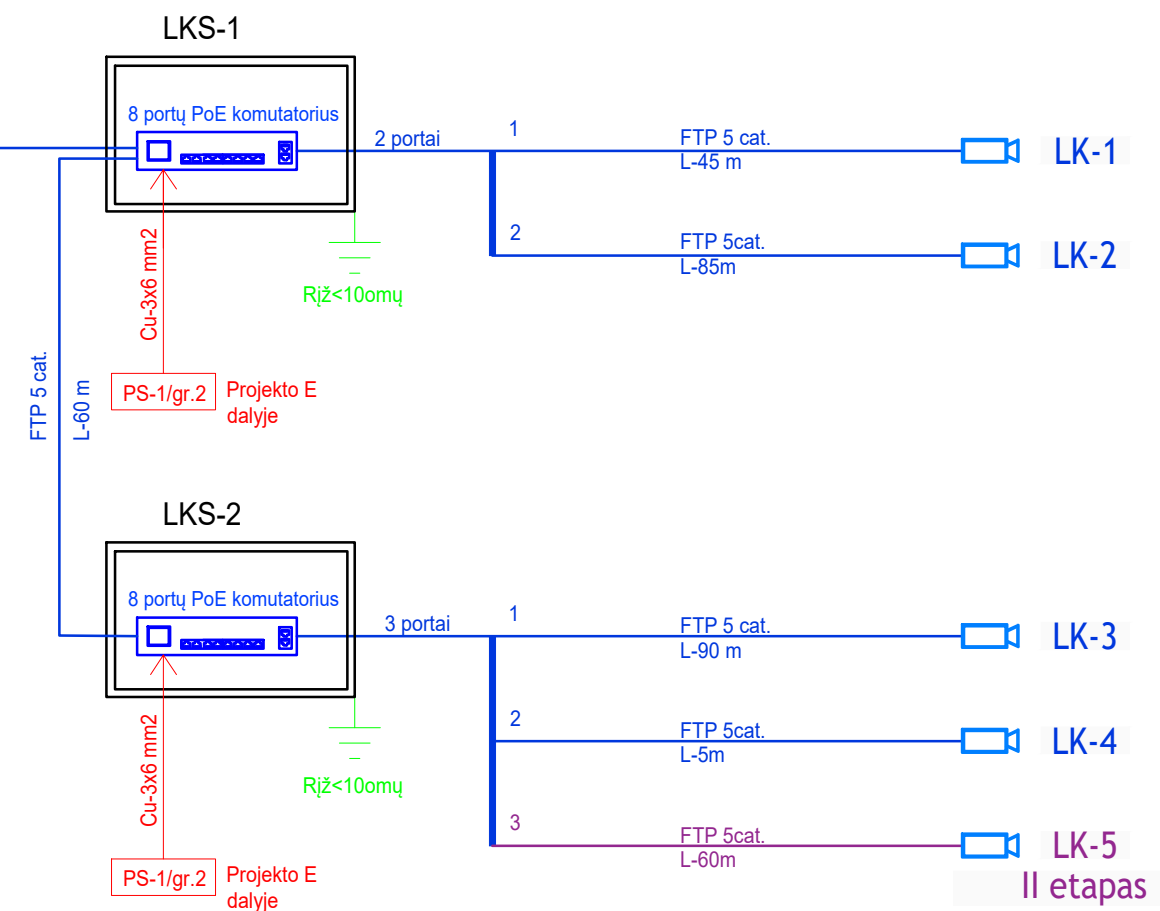 LKS-1
8 portų PoE komutatorius
2 portai
1
FTP 5 cat.
L-45 m
LK-1
2
FTP 5cat.
L-85m
LK-2
Rįž<10omų
Cu-3x6 mm2
PS-1/gr.2
Projekto E
dalyje
FTP 5 cat.
L-60 m
LKS-2
8 portų PoE komutatorius
3 portai
1
FTP 5 cat.
L-90 m
LK-3
2
FTP 5cat.
L-5m
LK-4
3
FTP 5cat.
L-60m
LK-5
II etapas
Rįž<10omų
Cu-3x6 mm2
PS-1/gr.2
Projekto E
dalyje